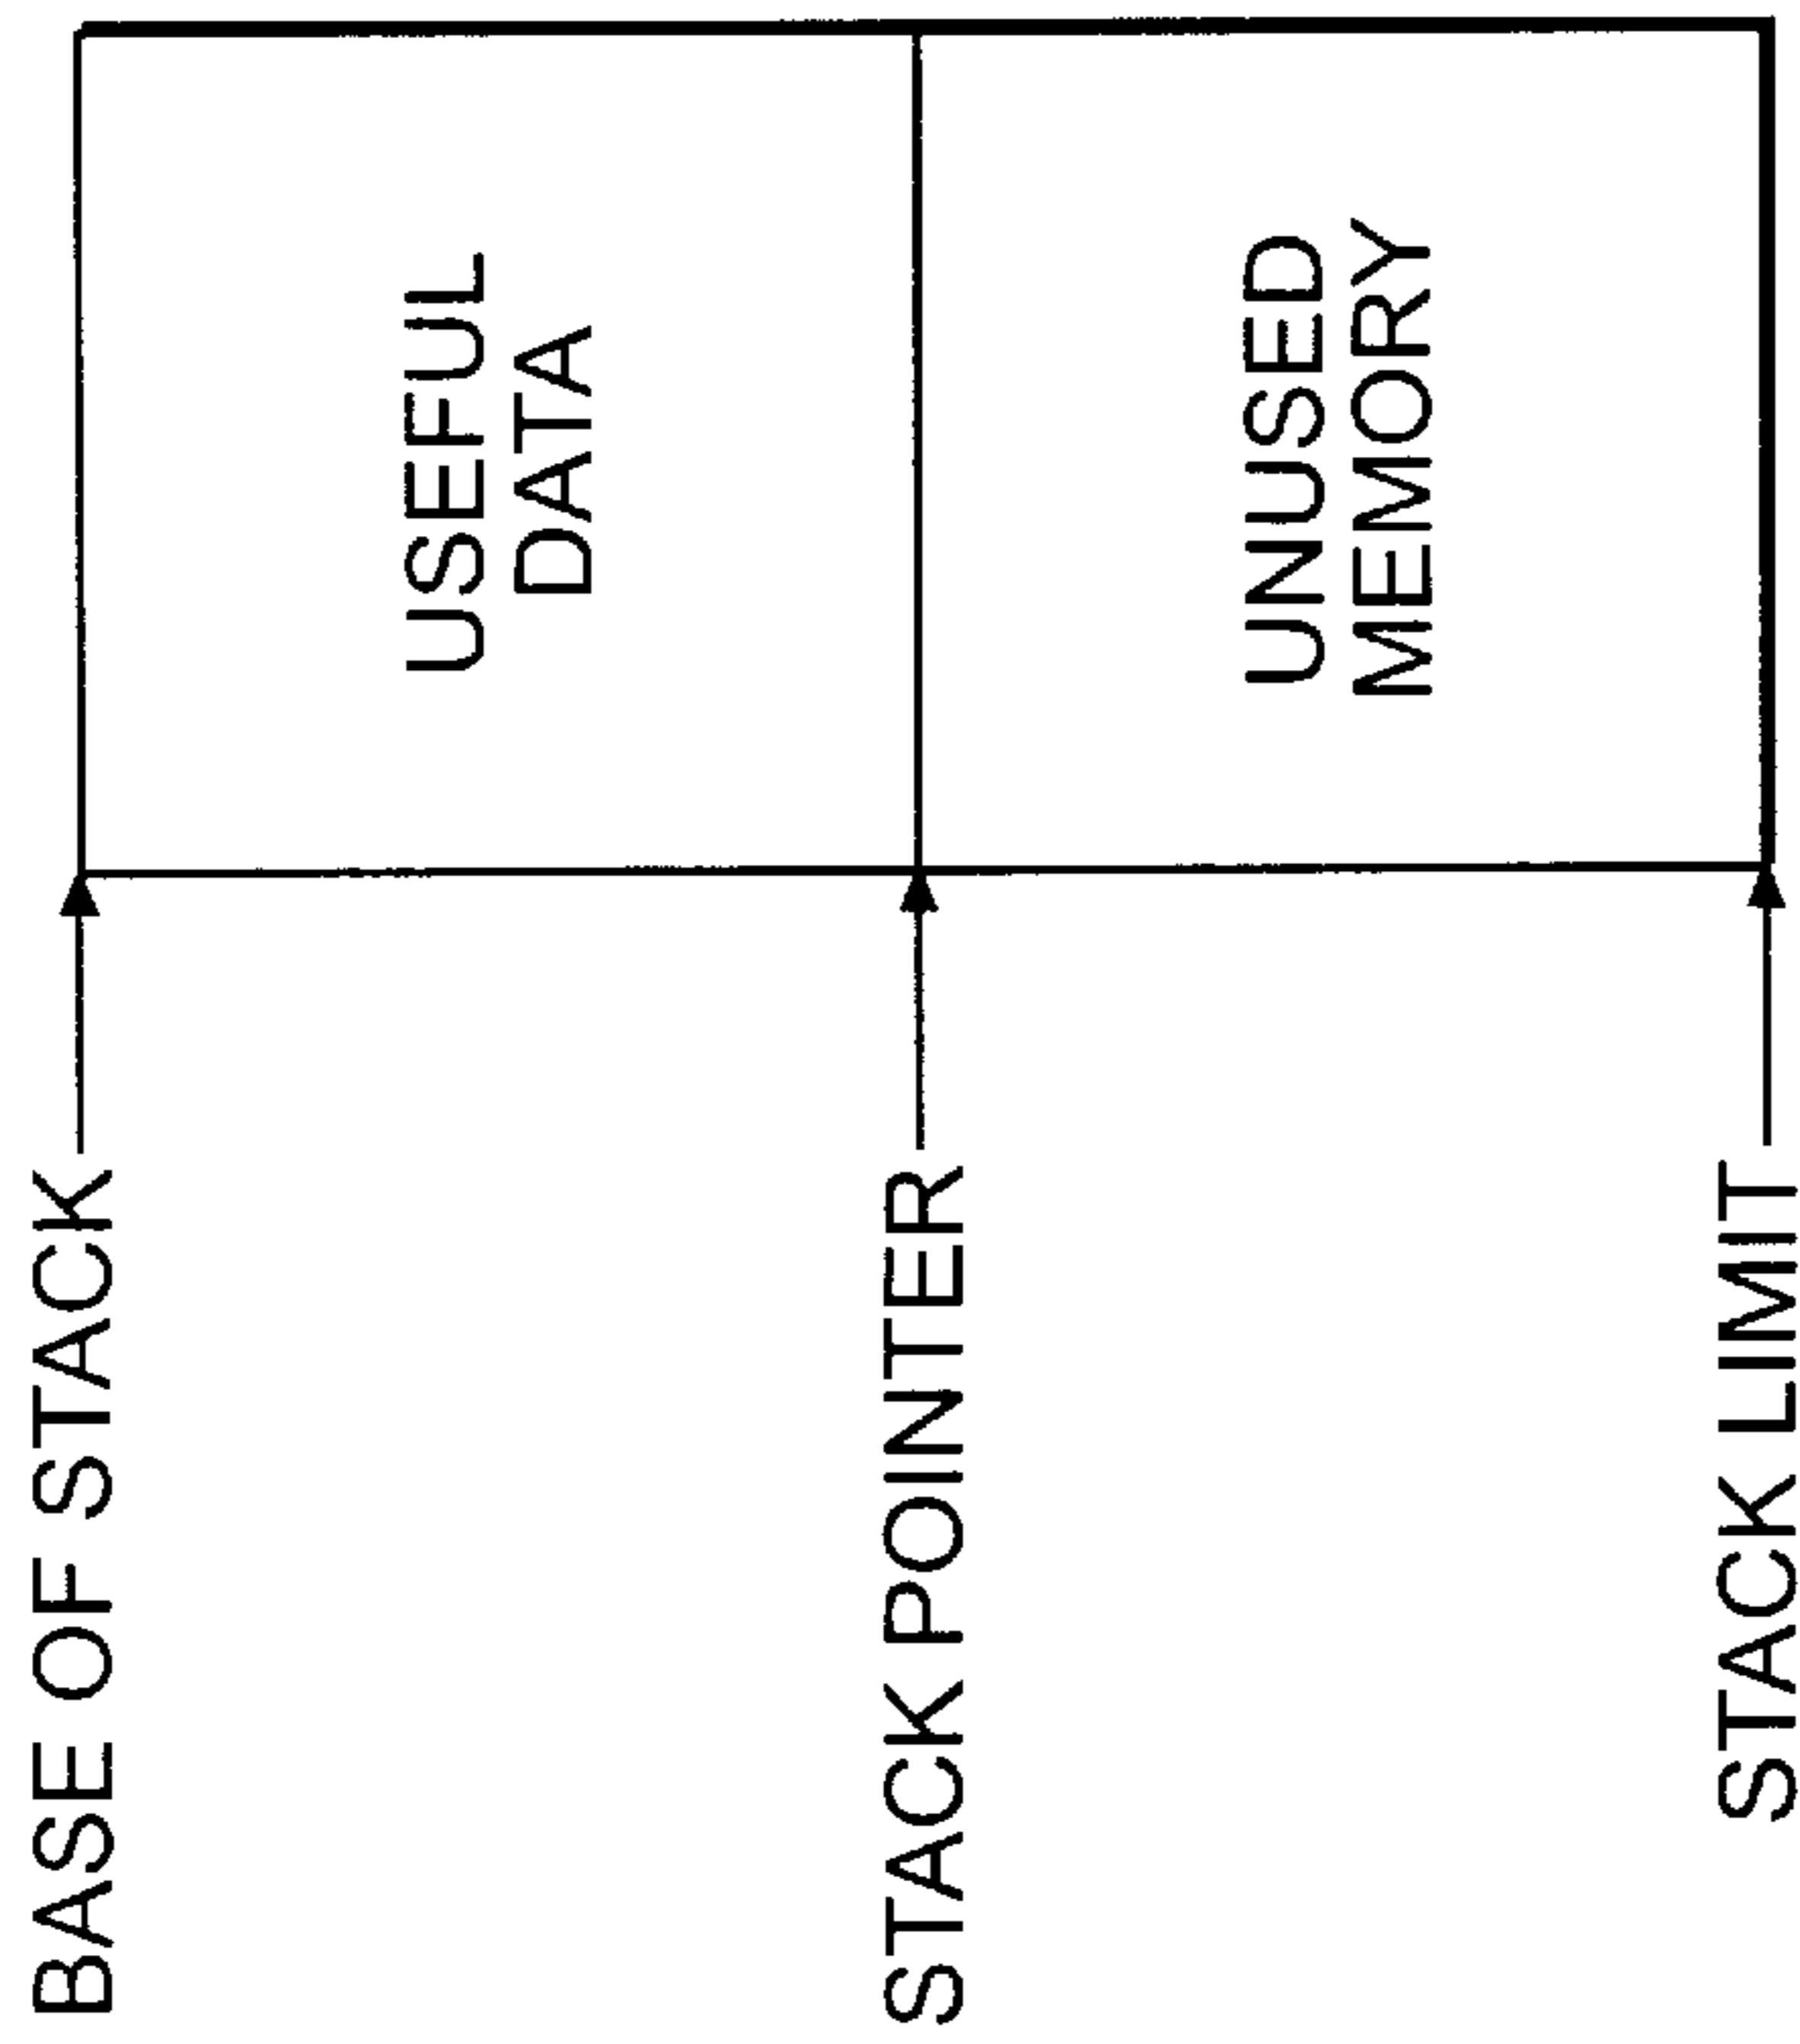 BASE OF STACK
USEFUL
DATA
STACK POINTER
UNUSED
MEMORY
STACK LIMIT